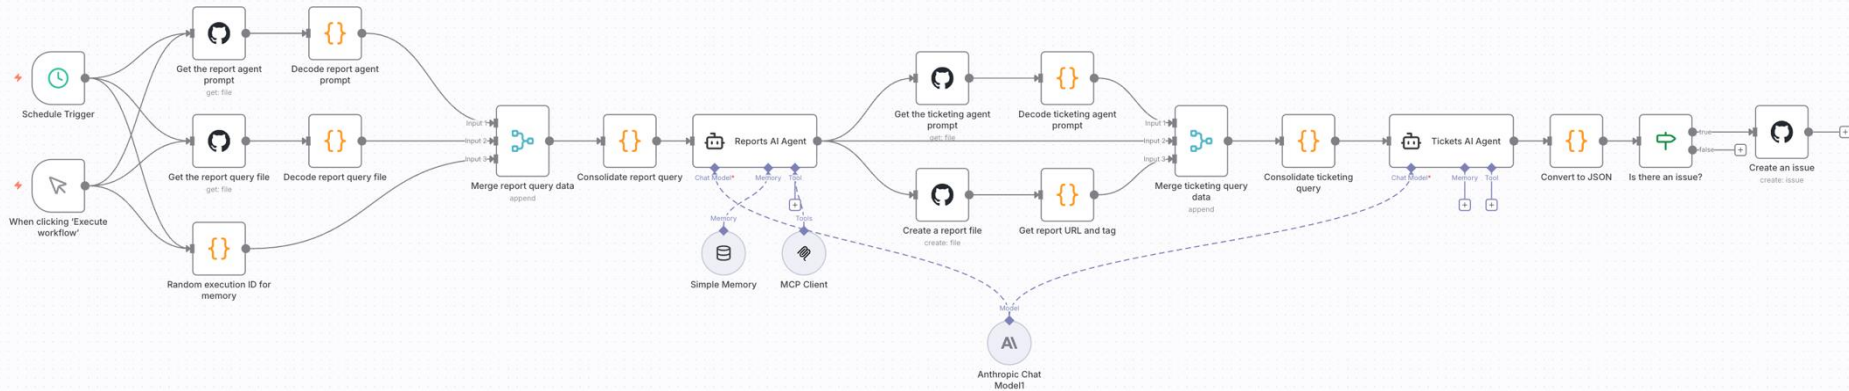 Schedule Trigger
When clicking 'Execute
workflow'
Get the report agent
prompt
get: file
Decode report agent
prompt
Get the report query file
get: file
Decode report query file
Random execution ID for
memory
Input 1
Input 2
Input 3
Merge report query data
append
Consolidate report query
Reports AI Agent
Chat Model*
Memory
Tool
Memory
Tools
Simple Memory
MCP Client
Get the ticketing agent
prompt
get: file
Decode ticketing agent
prompt
Create a report file
create: file
Get report URL and tag
Input 1
Input 2
Input 3
Merge ticketing query
data
append
Consolidate ticketing
query
Tickets AI Agent
Chat Model*
Memory
Tool
Model
Anthropic Chat
Model1
Convert to JSON
Is there an issue?
true
false
Create an issue
create: issue